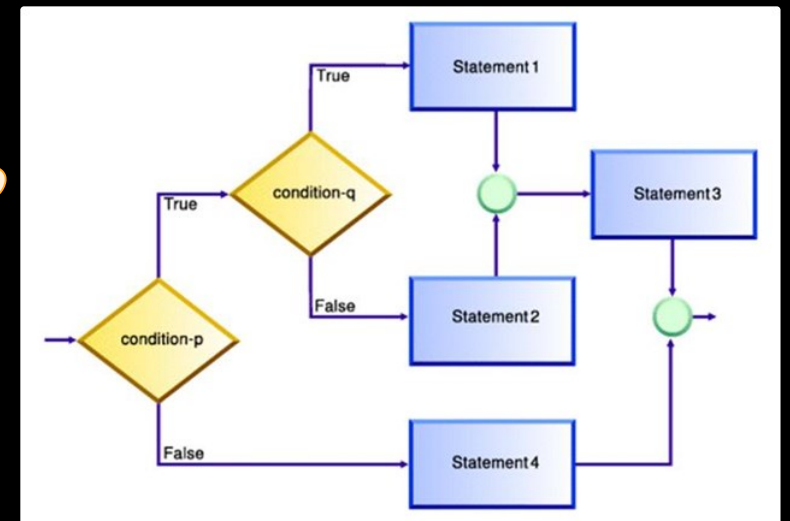 True
Statement 1
condition-q
True
Statement 3
False
Statement 2
condition-p
False
Statement 4